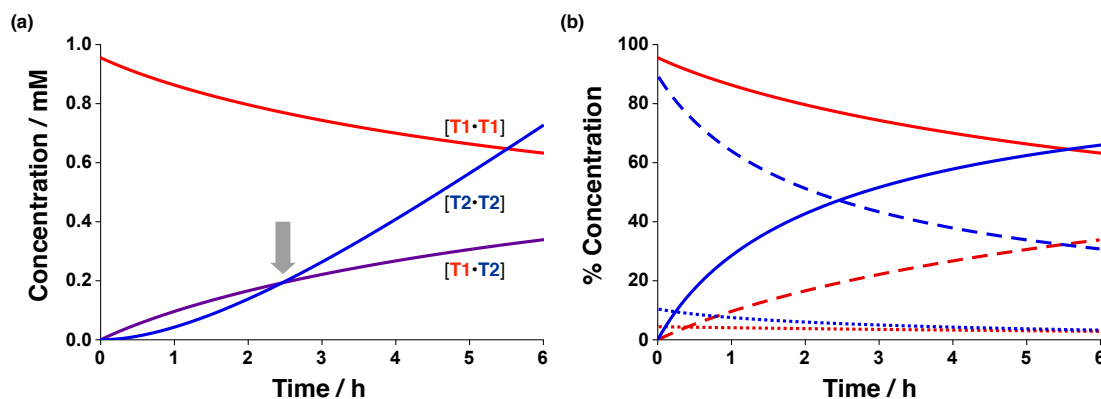 (a)
Concentration / mM
1.0
0.8
0.6
0.4
0.2
0.0
[T1•T1]
[T2•T2]
[T1•T2]
0 1 2 3 4 5 6
Time / h
(b)
% Concentration
100
80
60
40
20
0
0 1 2 3 4 5 6
Time / h